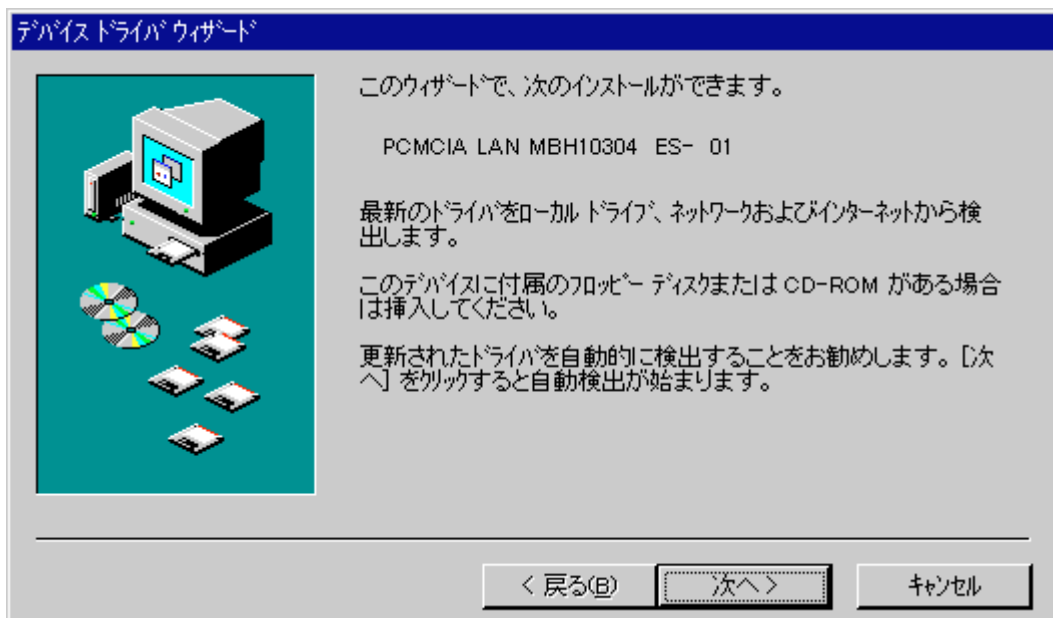 ﾃﾞﾊﾞｲｽ ﾄﾞﾗｲﾊﾞ ｳｨｻﾞｰﾄﾞ
このｳｨｻﾞｰﾄﾞで、次のｲﾝｽﾄｰﾙができます。
PCMCIA LAN MBH10304 ES- 01
最新のﾄﾞﾗｲﾊﾞをﾛｰｶﾙ ﾄﾞﾗｲﾌﾞ、ﾈｯﾄﾜｰｸおよびｲﾝﾀｰﾈｯﾄから検
出します。
このﾃﾞﾊﾞｲｽに付属のﾌﾛｯﾋﾟｰ ﾃﾞｨｽｸまたは CD-ROM がある場合
は挿入してください。
更新されたﾄﾞﾗｲﾊﾞを自動的に検出することをお勧めします。[次
へ] をｸﾘｯｸすると自動検出が始まります。
< 戻る(B)
次へ >
ｷｬﾝｾﾙ